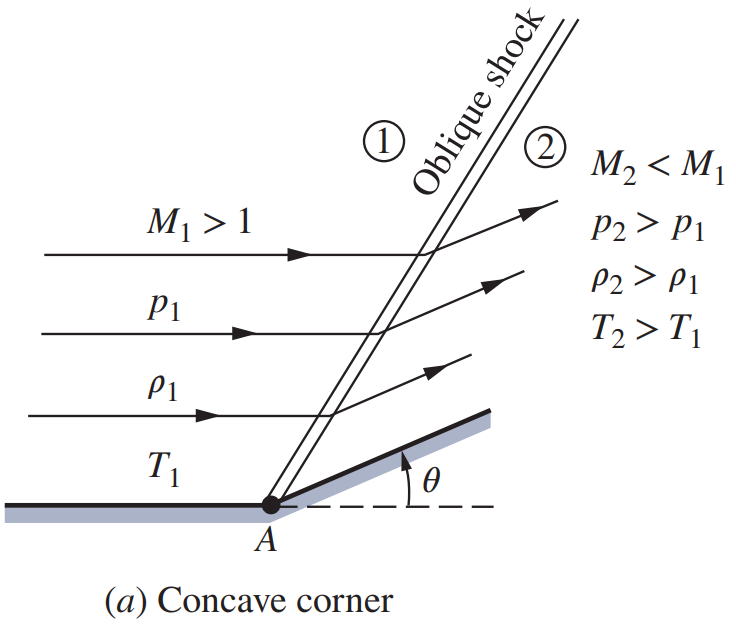 Oblique shock
1
2
M₁ > 1
M₂ < M₁
p₂ > p₁
ρ₂ > ρ₁
T₂ > T₁
p₁
ρ₁
T₁
θ
A
(a) Concave corner